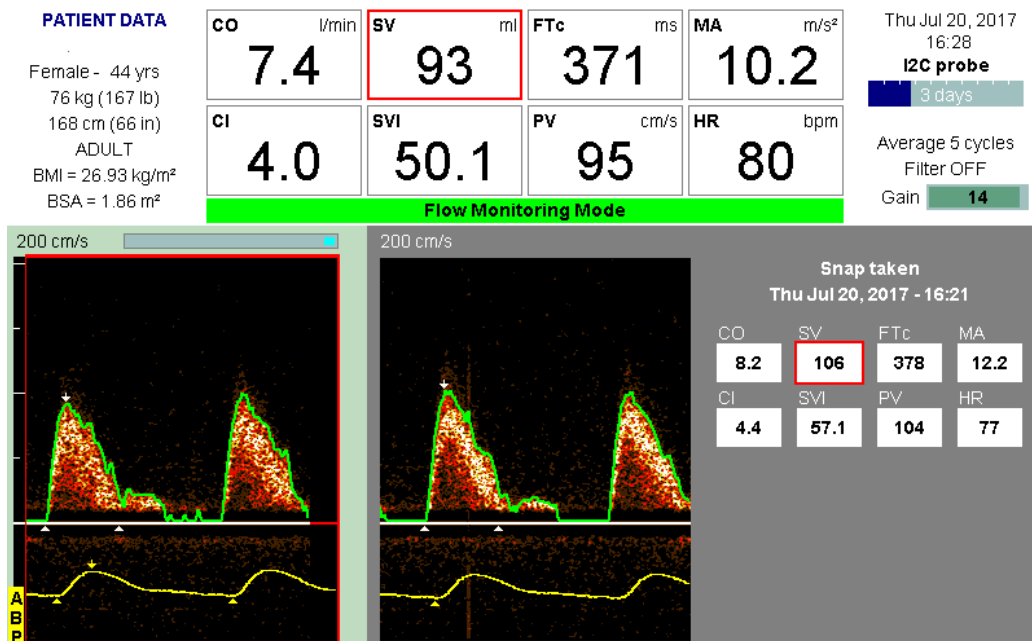 PATIENT DATA
Female - 44 yrs
76 kg (167 lb)
168 cm (66 in)
ADULT
BMI = 26.93 kg/m²
BSA = 1.86 m²
CO l/min
7.4
SV ml
93
FTc ms
371
MA m/s²
10.2
CI
4.0
SVI
50.1
PV cm/s
95
HR bpm
80
Flow Monitoring Mode
Thu Jul 20, 2017
16:28
I2C probe
3 days
Average 5 cycles
Filter OFF
Gain 14
200 cm/s
ABP
200 cm/s
Snap taken
Thu Jul 20, 2017 - 16:21
CO SV FTc MA
8.2 106 378 12.2
CI SVI PV HR
4.4 57.1 104 77